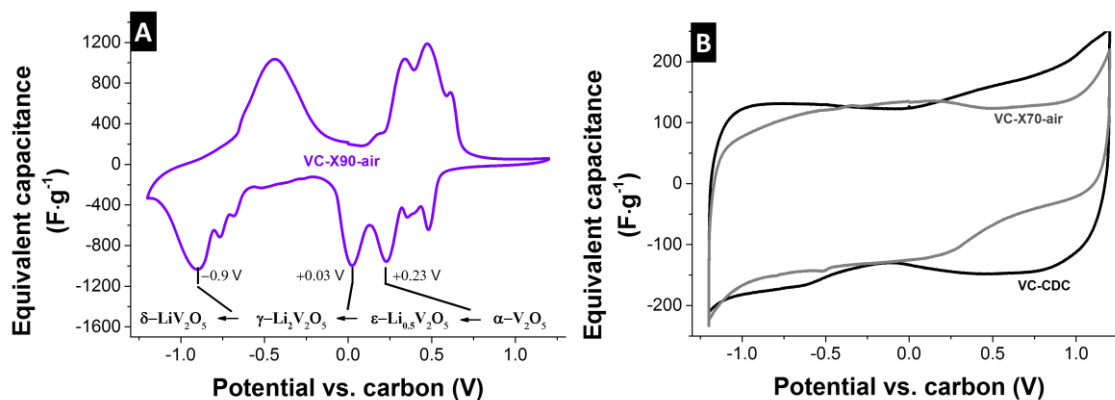 A
Equivalent capacitance
(F·g⁻¹)
1200
800
400
0
-400
-800
-1200
-1600
VC-X90-air
−0.9 V
+0.03 V
+0.23 V
δ–LiV₂O₅
γ–Li₂V₂O₅
ε–Li₀.₅V₂O₅
α–V₂O₅
-1.0
-0.5
0.0
0.5
1.0
Potential vs. carbon (V)
B
Equivalent capacitance
(F·g⁻¹)
200
100
0
-100
-200
VC-X70-air
VC-CDC
-1.0
-0.5
0.0
0.5
1.0
Potential vs. carbon (V)